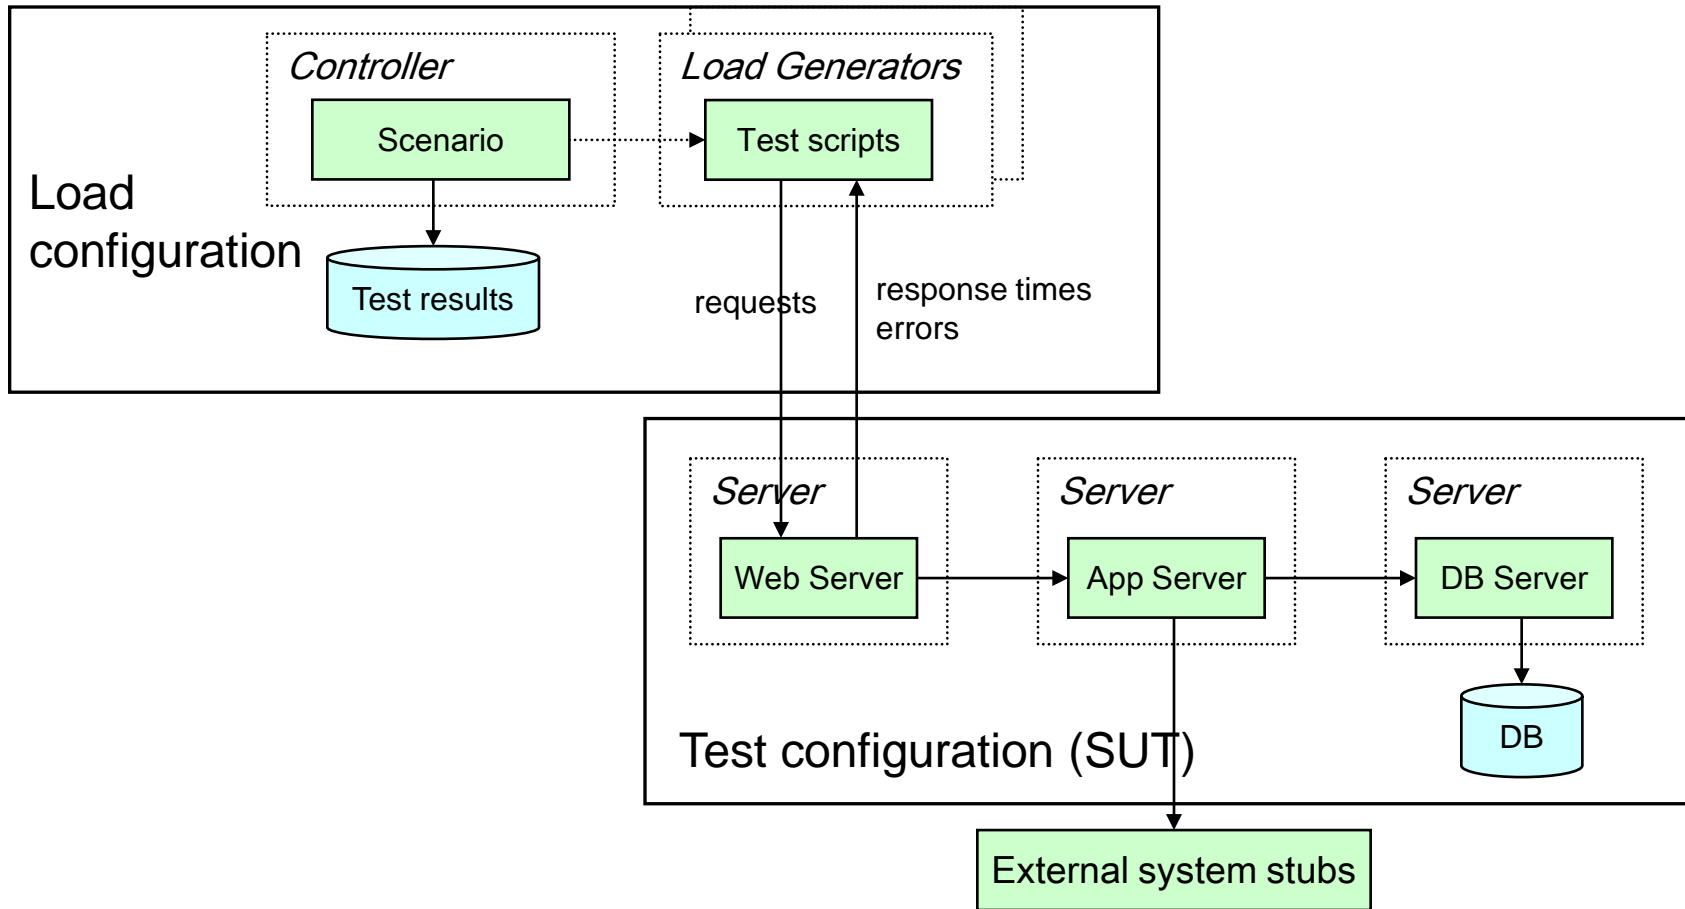 Controller
Load Generators
Scenario
Test scripts
Load
configuration
Test results
requests
response times
errors
Server
Server
Server
Web Server
App Server
DB Server
Test configuration (SUT)
DB
External system stubs